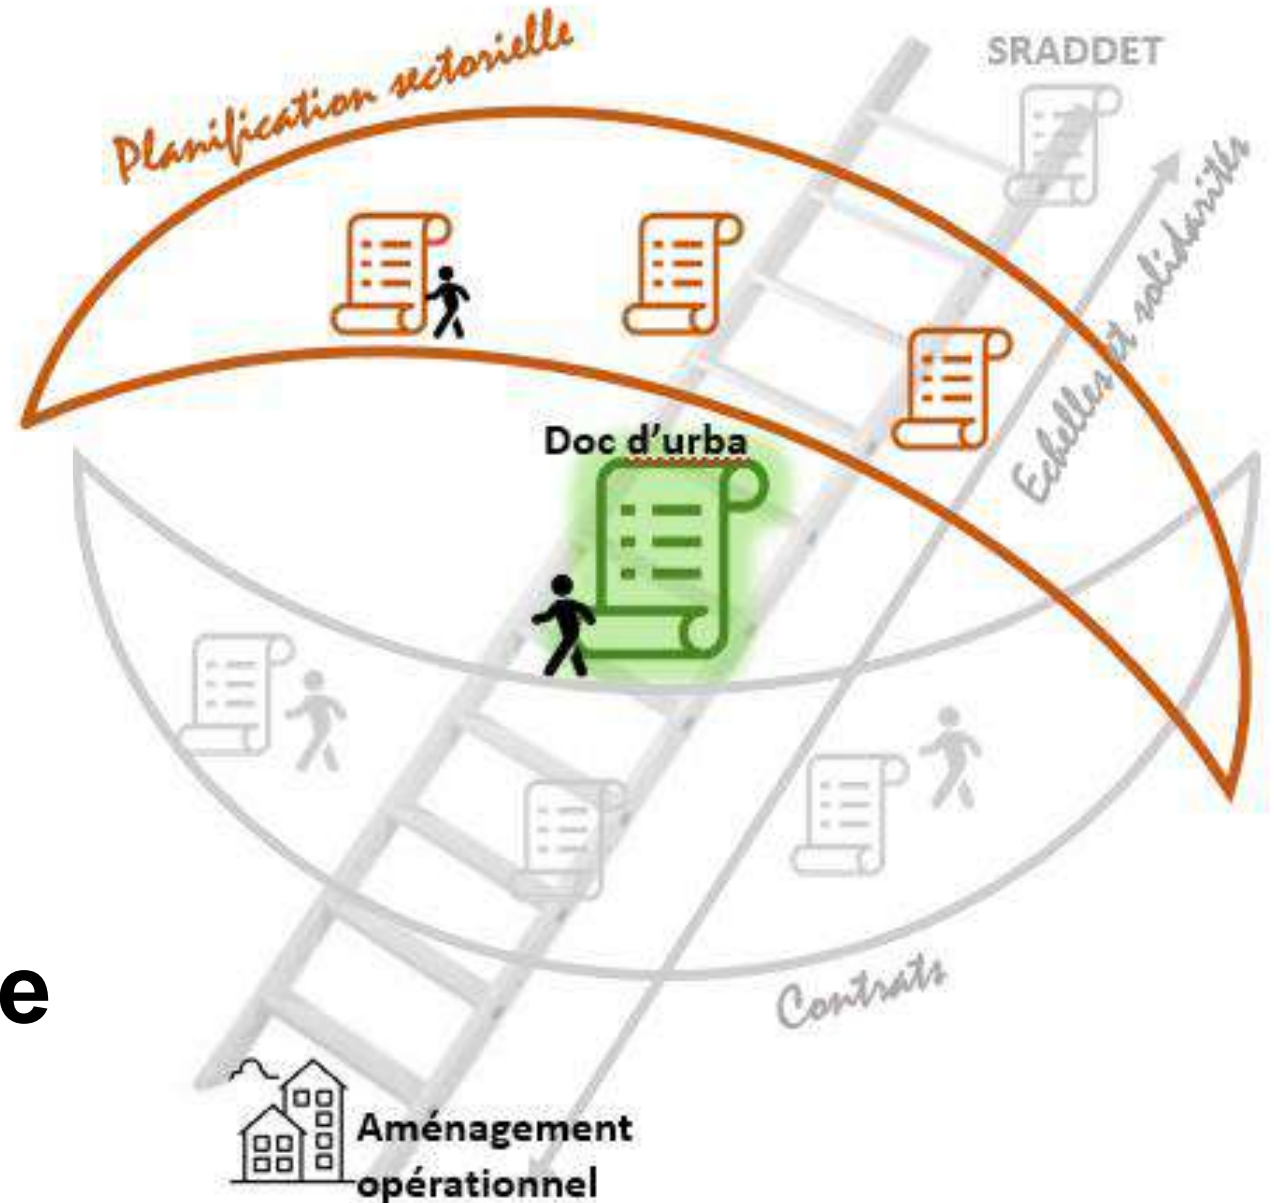 Planification sectorielle
SRADDET
Echelles et solidarités
Doc d’urba
Contrats
e
Aménagement
opérationnel